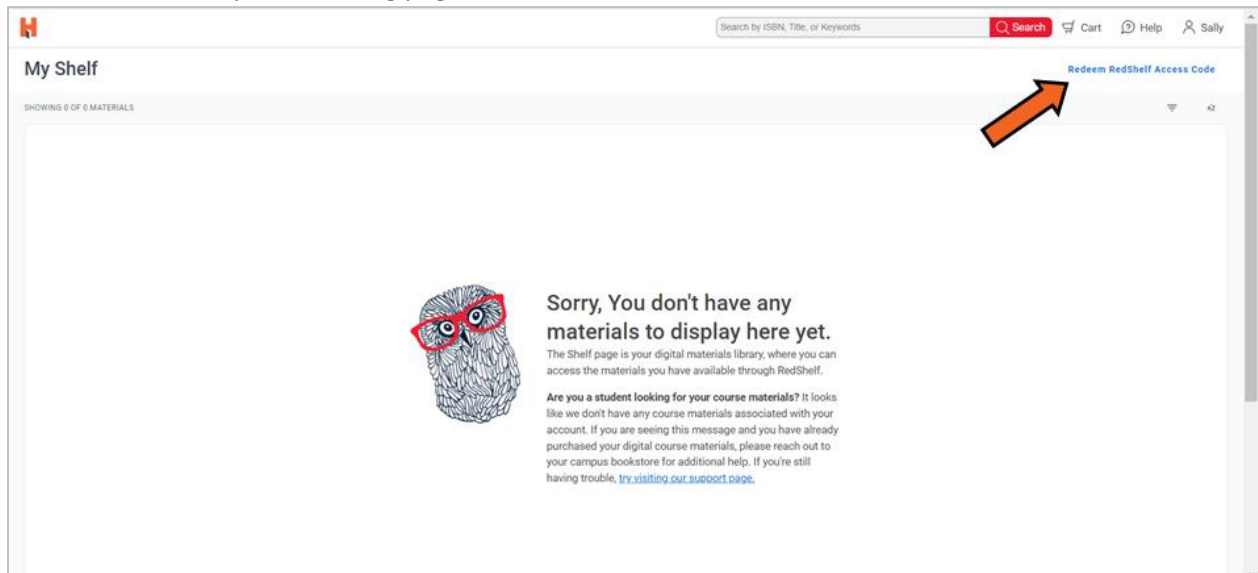 H
Search by ISBN, Title, or Keywords
Search
Cart
Help
Sally
My Shelf
Redeem RedShelf Access Code
SHOWING 0 OF 0 MATERIALS
AZ
Sorry, You don't have any
materials to display here yet.
The Shelf page is your digital materials library, where you can
access the materials you have available through RedShelf.
Are you a student looking for your course materials? It looks
like we don't have any course materials associated with your
account. If you are seeing this message and you have already
purchased your digital course materials, please reach out to
your campus bookstore for additional help. If you're still
having trouble, try visiting our support page.